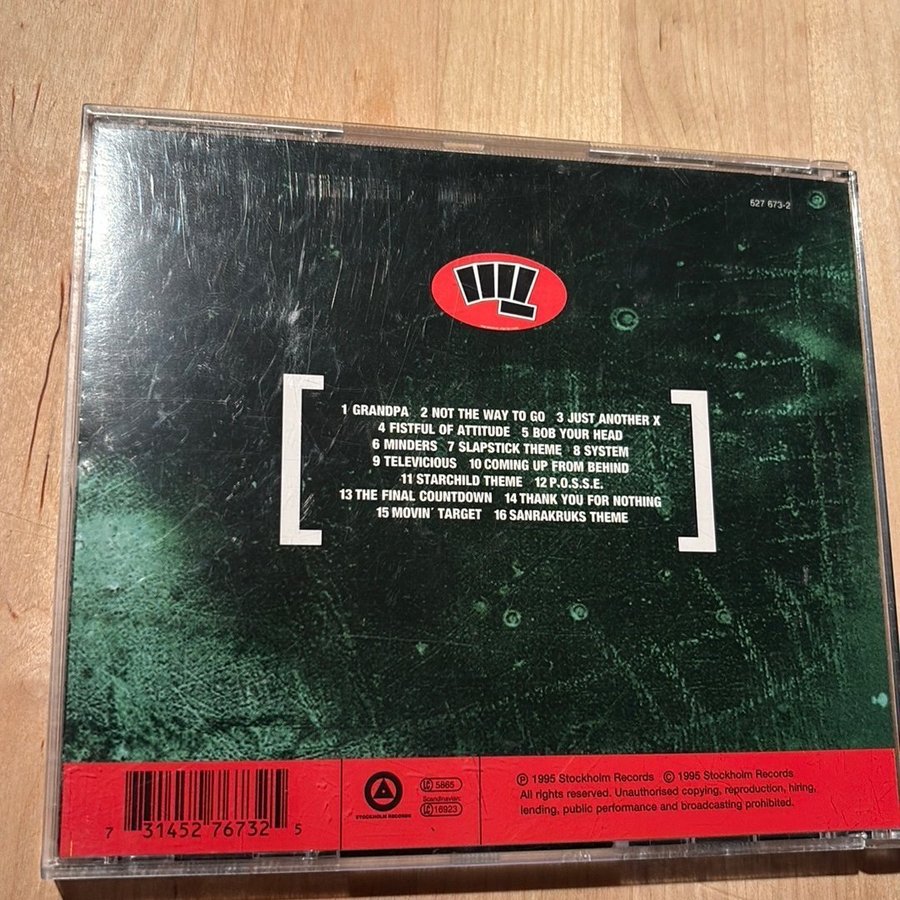 527 673-2
1 GRANDPA 2 NOT THE WAY TO GO 3 JUST ANOTHER X
4 FISTFUL OF ATTITUDE 5 BOB YOUR HEAD
6 MINDERS 7 SLAPSTICK THEME 8 SYSTEM
9 TELEVICIOUS 10 COMING UP FROM BEHIND
11 STARCHILD THEME 12 P.O.S.S.E.
13 THE FINAL COUNTDOWN 14 THANK YOU FOR NOTHING
15 MOVIN´ TARGET 16 SANRAKRUKS THEME
7 31452 76732 5
STOCKHOLM RECORDS
LC 5865
Scandinavian:
LC 16923
℗ 1995 Stockholm Records © 1995 Stockholm Records
All rights reserved. Unauthorised copying, reproduction, hiring,
lending, public performance and broadcasting prohibited.